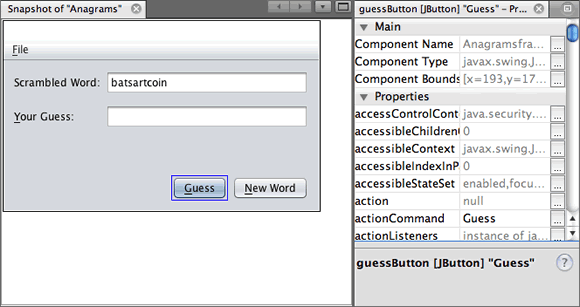 Snapshot of "Anagrams"
File
Scrambled Word: batsartcoin
Your Guess:
Guess New Word
guessButton [JButton] "Guess" – Pr...
Main
Component Name Anagramsfra...
Component Type javax.swing.J...
Component Bounds [x=193,y=17...
Properties
accessControlCont java.security....
accessibleChildren 0
accessibleContext javax.swing.J...
accessibleIndexInP 0
accessibleStateSet enabled,focu...
action null
actionCommand Guess
actionListeners instance of ja
guessButton [JButton] "Guess"